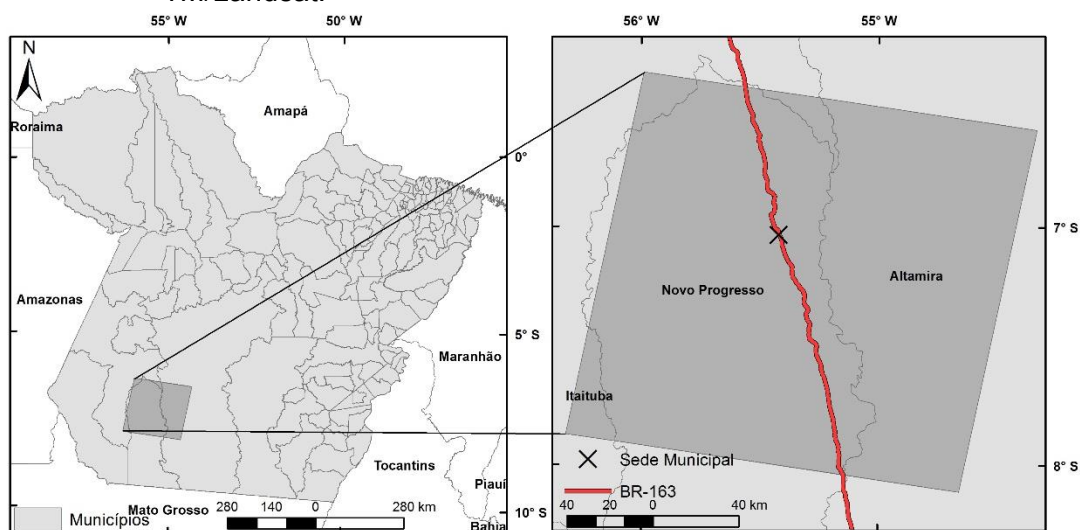 55° W
50° W
56° W
55° W
N
Roraima
Amapá
0°
Amazonas
5° S
Maranhão
Tocantins
Piauí
Mato Grosso
Bahia
10° S
Municípios
280 140 0 280 km
7° S
Novo Progresso
Altamira
Itaituba
Sede Municipal
BR-163
8° S
40 20 0 40 km